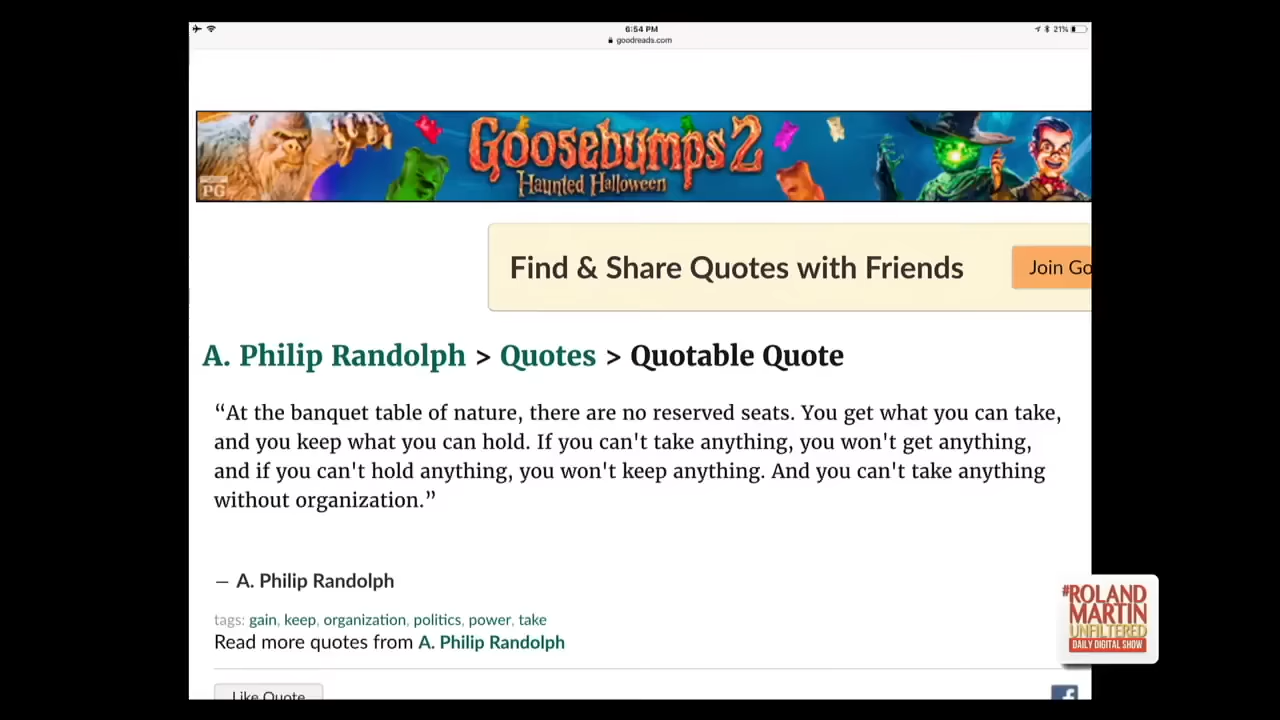 6:54 PM
21%
goodreads.com
GOOSEBUMPS 2
Haunted Halloween
PG
Find & Share Quotes with Friends
Join Go
A. Philip Randolph > Quotes > Quotable Quote
“At the banquet table of nature, there are no reserved seats. You get what you can take,
and you keep what you can hold. If you can't take anything, you won't get anything,
and if you can't hold anything, you won't keep anything. And you can't take anything
without organization.”
— A. Philip Randolph
tags: gain, keep, organization, politics, power, take
Read more quotes from A. Philip Randolph
Like Quote
#ROLAND
MARTIN
UNFILTERED
DAILY DIGITAL SHOW